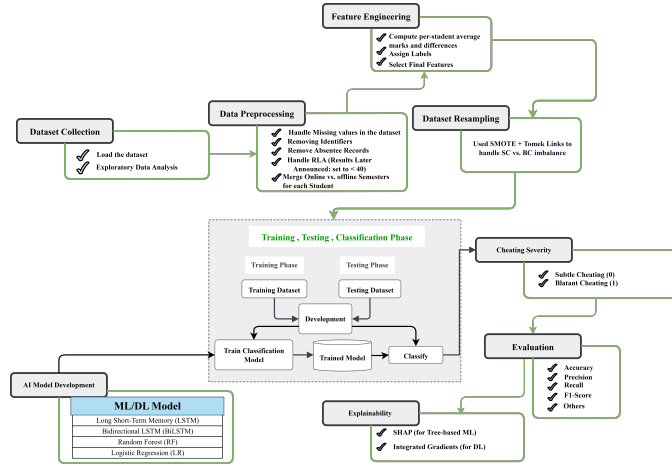 Feature Engineering
Compute per-student average
marks and differences
Assign Labels
Select Final Features
Data Preprocessing
Handle Missing values in the dataset
Removing Identifiers
Remove Absentee Records
Handle RLA (Results Later
Announced: set to < 40)
Merge Online vs. offline Semesters
for each Student
Dataset Collection
Load the dataset
Exploratory Data Analysis
Dataset Resampling
Used SMOTE + Tomek Links to
handle SC vs. BC imbalance
Training , Testing , Classification Phase
Training Phase
Testing Phase
Training Dataset
Testing Dataset
Development
Train Classification
Model
Trained Model
Classify
Cheating Severity
Subtle Cheating (0)
Blatant Cheating (1)
Evaluation
Accuracy
Precision
Recall
F1-Score
Others
AI Model Development
ML/DL Model
Long Short-Term Memory (LSTM)
Bidirectional LSTM (BiLSTM)
Random Forest (RF)
Logistic Regression (LR)
Explainability
SHAP (for Tree-based ML)
Integrated Gradients (for DL)